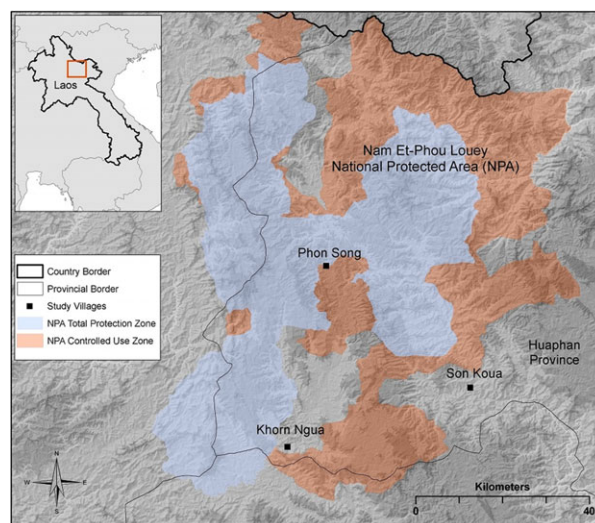 Laos
Nam Et-Phou Louey
National Protected Area (NPA)
Phon Song
Country Border
Provincial Border
Study Villages
NPA Total Protection Zone
NPA Controlled Use Zone
Huaphan
Province
Son Koua
Khorn Ngua
N
W E
S
Kilometers
0 40